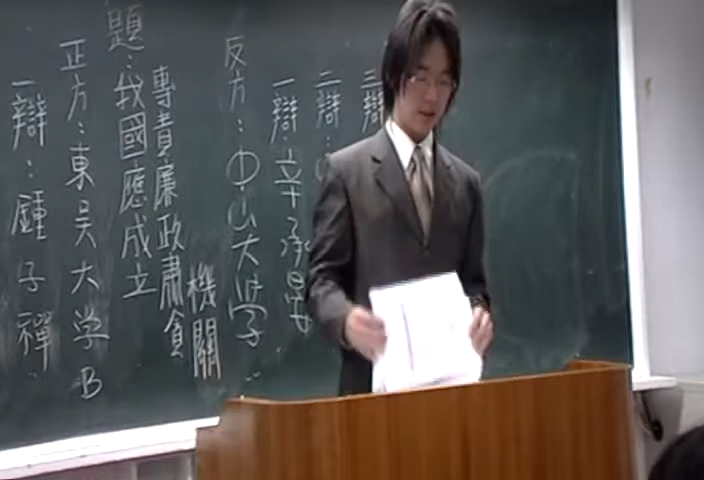 題：我國應成立
專責廉政肅貪
機關
正方：東吳大学B
一辯：鍾子禪
反方：中山大學
一辯：辛承
二辯：
三辯